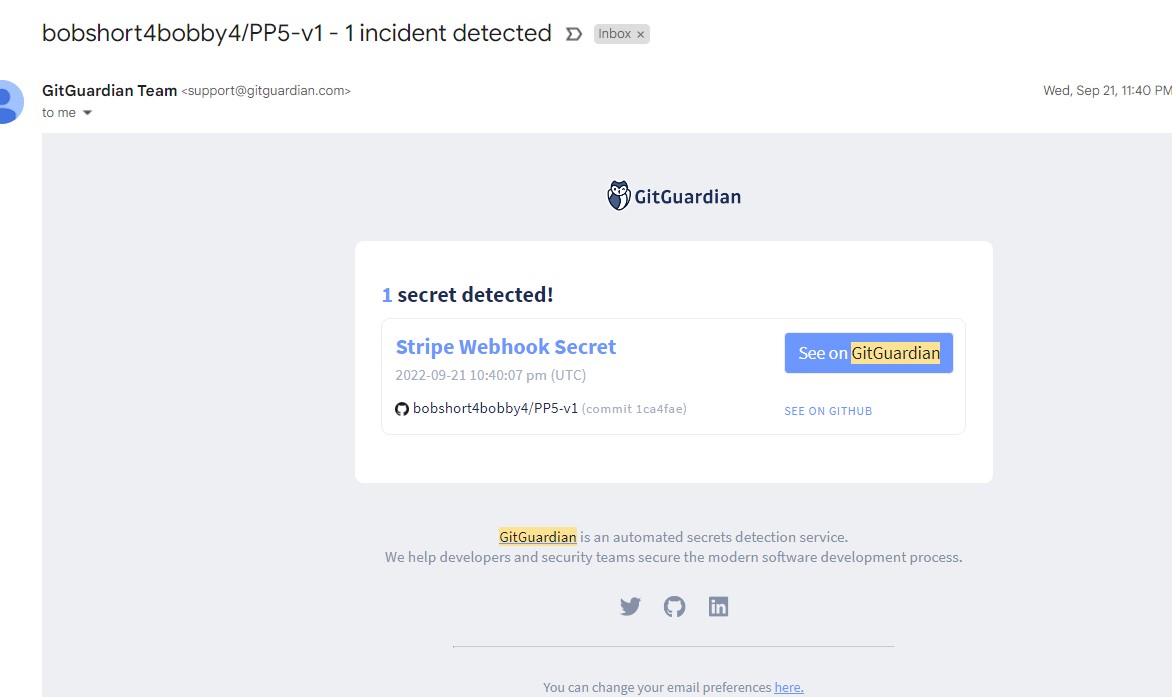 bobshort4bobby4/PP5-v1 - 1 incident detected Inbox ×
GitGuardian Team <support@gitguardian.com> Wed, Sep 21, 11:40 PM
to me
GitGuardian
1 secret detected!
Stripe Webhook Secret See on GitGuardian
2022-09-21 10:40:07 pm (UTC)
bobshort4bobby4/PP5-v1 (commit 1ca4fae) SEE ON GITHUB
GitGuardian is an automated secrets detection service.
We help developers and security teams secure the modern software development process.
You can change your email preferences here.